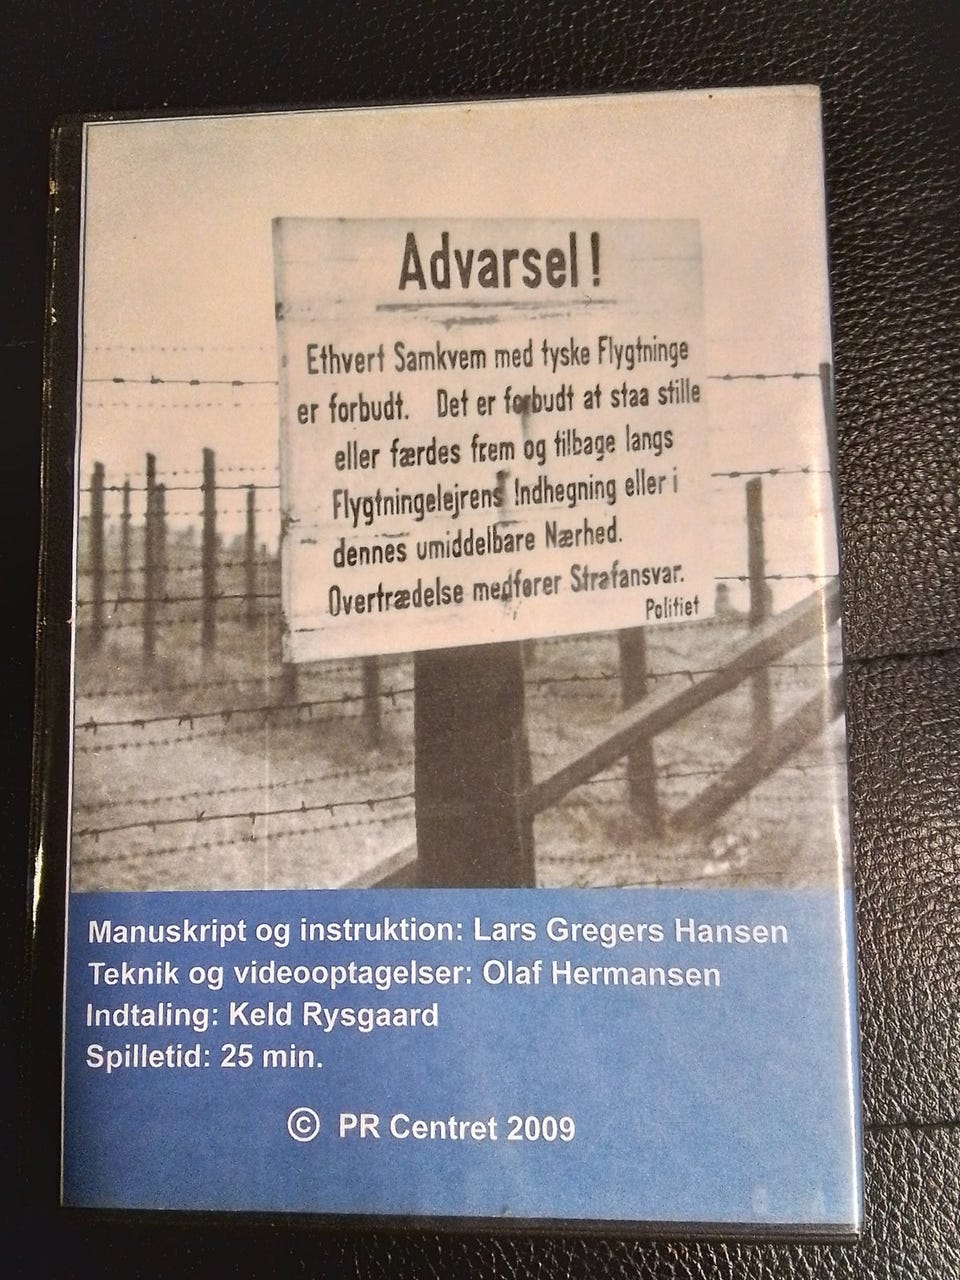 Advarsel!
Ethvert Samkvem med tyske Flygtninge
er forbudt. Det er forbudt at staa stille
eller færdes frem og tilbage langs
Flygtningelejrens Indhegning eller i
dennes umiddelbare Nærhed.
Overtrædelse medfører Strafansvar.
Politiet
Manuskript og instruktion: Lars Gregers Hansen
Teknik og videooptagelser: Olaf Hermansen
Indtaling: Keld Rysgaard
Spilletid: 25 min.
© PR Centret 2009